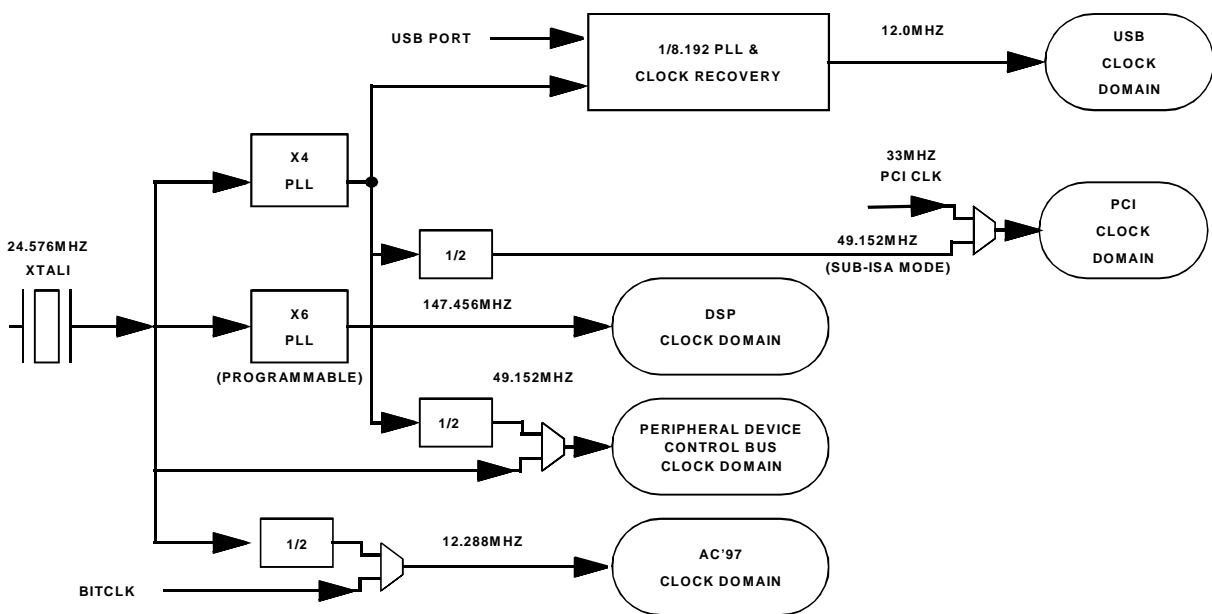 USB PORT
1/8.192 PLL &
CLOCK RECOVERY
12.0MHZ
USB
CLOCK
DOMAIN
X4
PLL
33MHZ
PCI CLK
PCI
CLOCK
DOMAIN
24.576MHZ
XTALI
1/2
49.152MHZ
(SUB-ISA MODE)
X6
PLL
(PROGRAMMABLE)
147.456MHZ
DSP
CLOCK DOMAIN
49.152MHZ
1/2
PERIPHERAL DEVICE
CONTROL BUS
CLOCK DOMAIN
1/2
12.288MHZ
AC'97
CLOCK DOMAIN
BITCLK